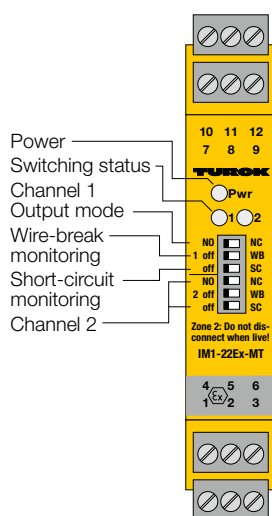 10 11 12
7 8 9
TURCK
Power
Pwr
Switching status
1 2
Channel 1
Output mode
Wire-break
monitoring
Short-circuit
monitoring
Channel 2
NO NC
1 off WB
off SC
NO NC
2 off WB
off SC
Zone 2: Do not dis-
connect when live!
IM1-22Ex-MT
4 5 6
Ex
1 2 3